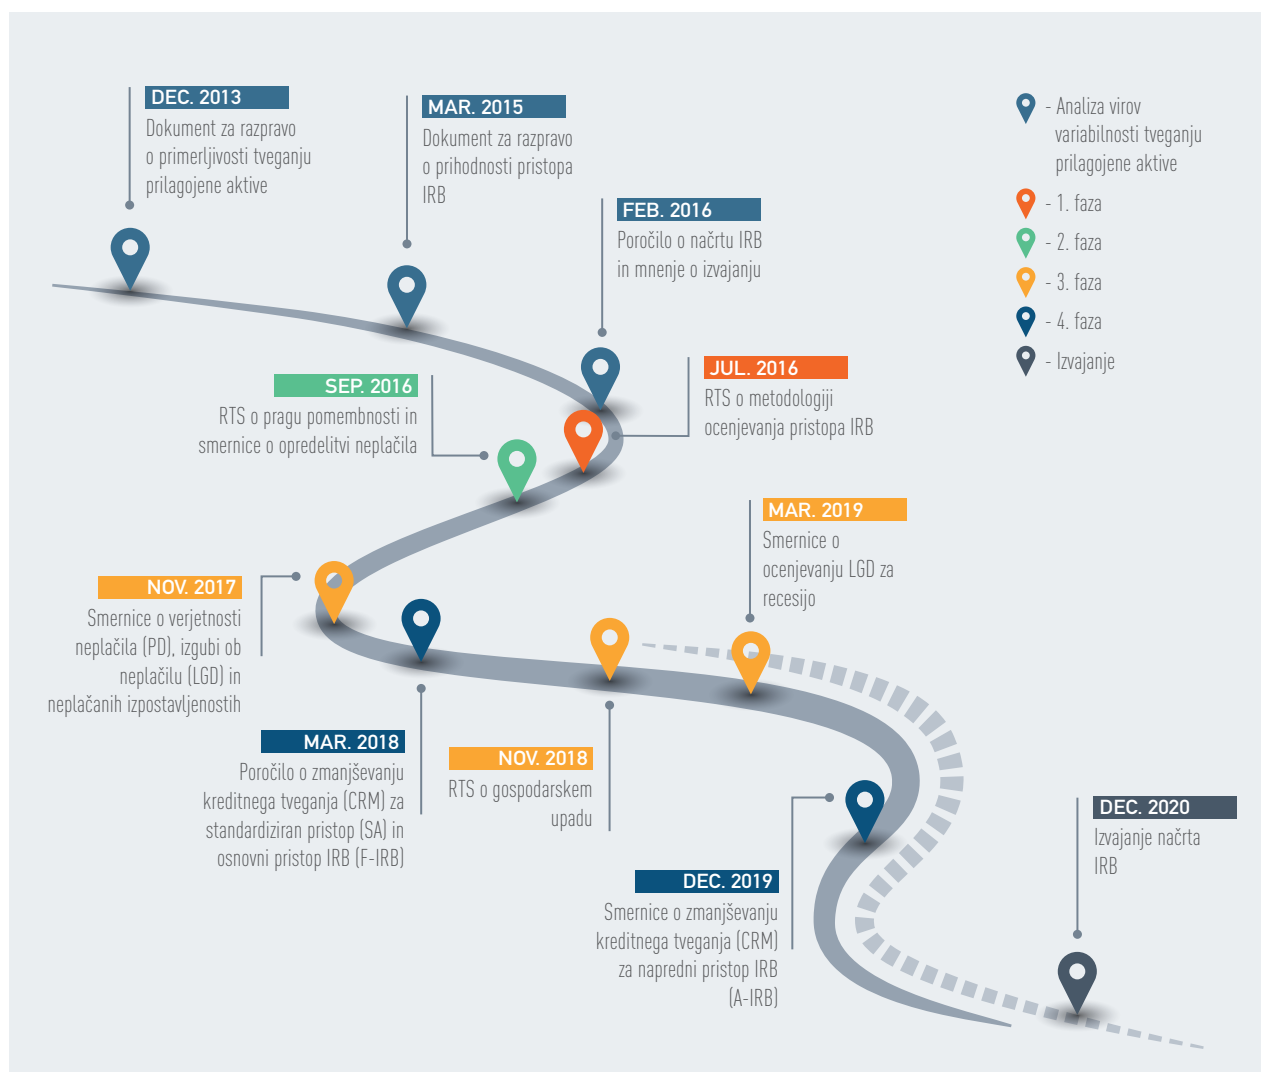 DEC. 2013
Dokument za razpravo
o primerljivosti tveganju
prilagojene aktive
MAR. 2015
Dokument za razpravo
o prihodnosti pristopa
IRB
FEB. 2016
Poročilo o načrtu IRB
in mnenje o izvajanju
- Analiza virov
variabilnosti tveganju
prilagojene aktive
- 1. faza
- 2. faza
- 3. faza
- 4. faza
- Izvajanje
JUL. 2016
RTS o metodologiji
ocenjevanja pristopa IRB
SEP. 2016
RTS o pragu pomembnosti in
smernice o opredelitvi neplačila
MAR. 2019
Smernice o
ocenjevanju LGD za
recesijo
NOV. 2017
Smernice o verjetnosti
neplačila (PD), izgubi ob
neplačilu (LGD) in
neplačanih izpostavljenostih
MAR. 2018
Poročilo o zmanjševanju
kreditnega tveganja (CRM) za
standardiziran pristop (SA) in
osnovni pristop IRB (F-IRB)
NOV. 2018
RTS o gospodarskem
upadu
DEC. 2019
Smernice o zmanjševanju
kreditnega tveganja (CRM)
za napredni pristop IRB
(A-IRB)
DEC. 2020
Izvajanje načrta
IRB